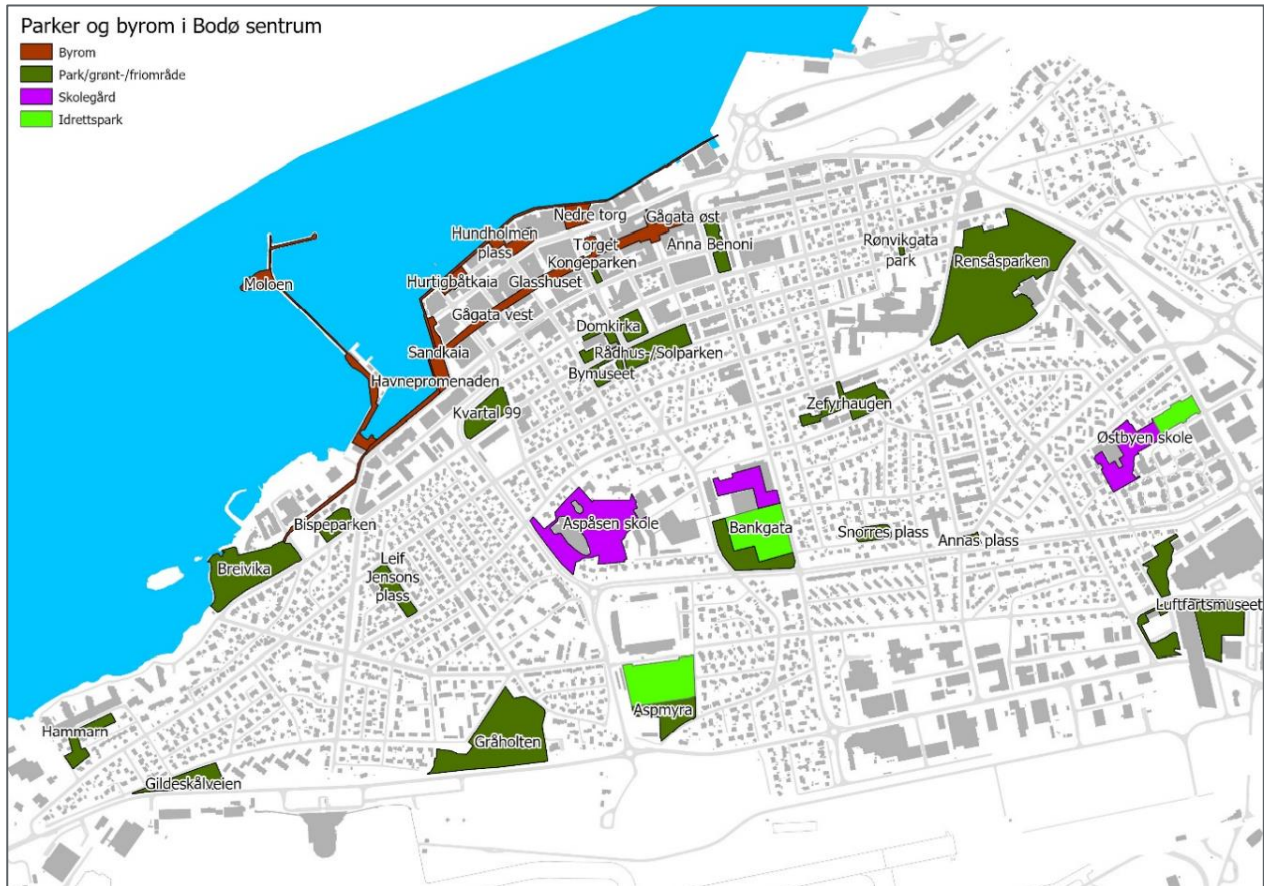 Parker og byrom i Bodø sentrum
Byrom
Park/grønt-/friområde
Skolegård
Idrettspark
Nedre torg
Gågata øst
Hundholmen
plass
Torget
Anna Benoni
Rønvikgata
park
Rensåsparken
Kongeparken
Moloen
Hurtigbåtkaia
Glasshuset
Gågata vest
Domkirka
Sandkaia
Rådhus-/Solparken
Bymuseet
Havnepromenaden
Kvartal 99
Zefyrhaugen
Østbyen skole
Bispeparken
Aspåsen skole
Bankgata
Snorres plass
Annas plass
Breivika
Leif
Jensons
plass
Luftfartsmuseet
Aspmyra
Hammarn
Gråholten
Gildeskålveien